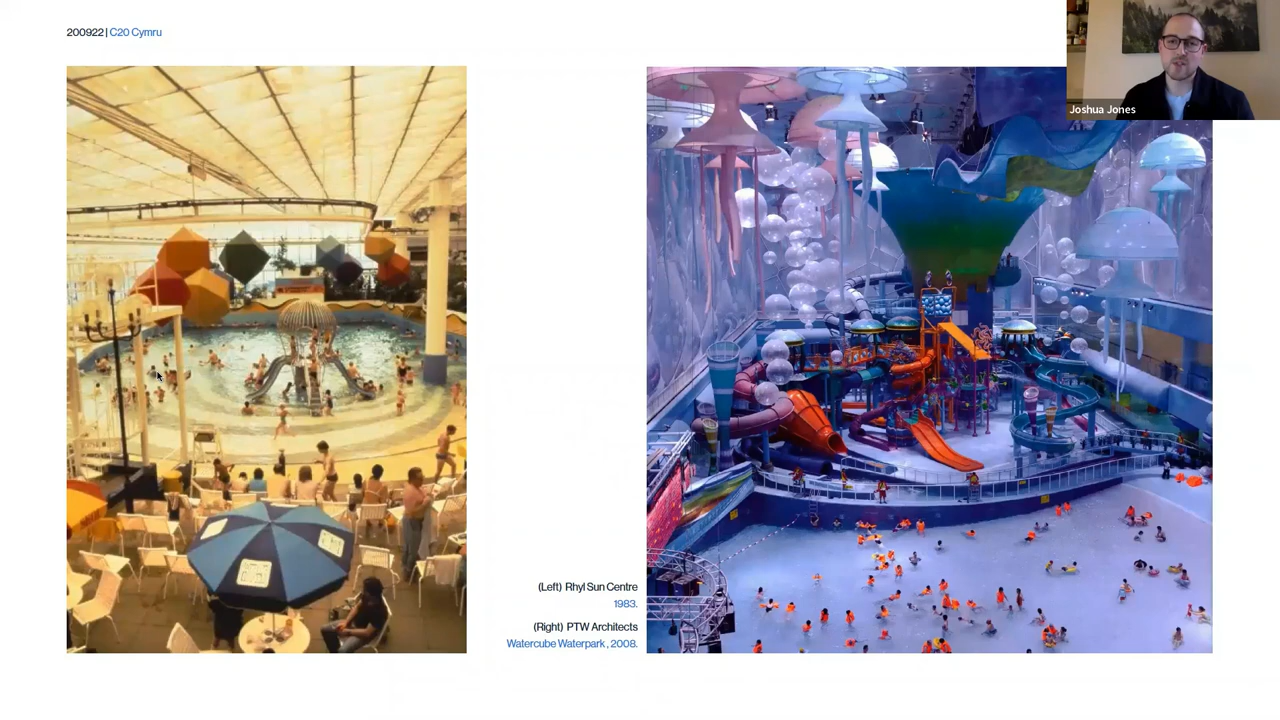 200922 | C20 Cymru
Joshua Jones
(Left) Rhyl Sun Centre
1983.
(Right) PTW Architects
Watercube Waterpark , 2008.